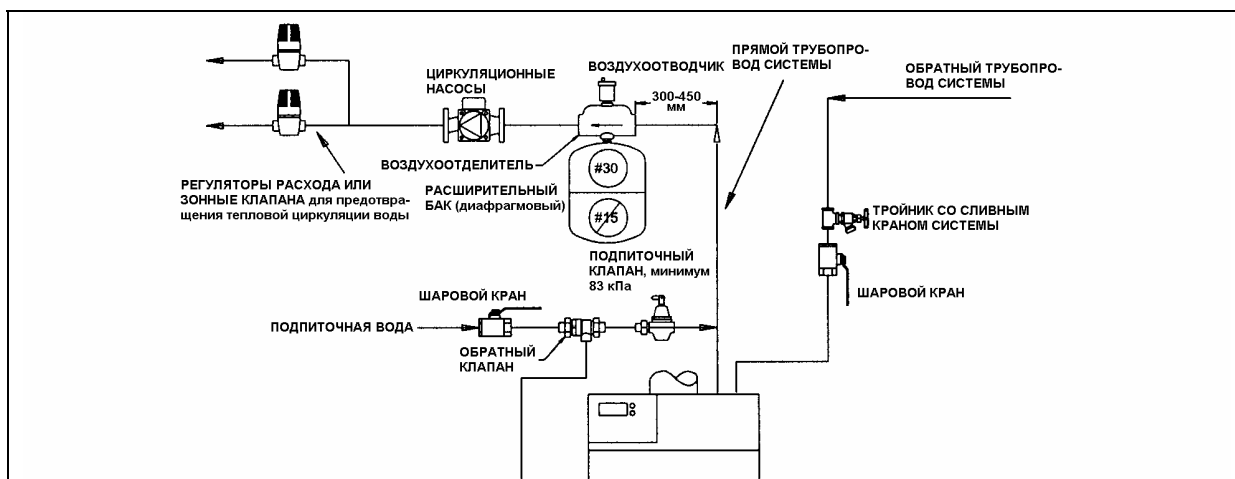 ПРЯМОЙ ТРУБОПРО-
ВОД СИСТЕМЫ
ВОЗДУХООТВОДЧИК
ЦИРКУЛЯЦИОННЫЕ
НАСОСЫ
ОБРАТНЫЙ ТРУБОПРО-
ВОД СИСТЕМЫ
300-450
мм
ВОЗДУХООТДЕЛИТЕЛЬ
#30
РЕГУЛЯТОРЫ РАСХОДА ИЛИ
ЗОННЫЕ КЛАПАНА для предотвра-
щения тепловой циркуляции воды
РАСШИРИТЕЛЬНЫЙ
БАК (диафрагмовый)
#15
ТРОЙНИК СО СЛИВНЫМ
КРАНОМ СИСТЕМЫ
ПОДПИТОЧНЫЙ
КЛАПАН, минимум
83 кПа
ШАРОВОЙ КРАН
ШАРОВОЙ КРАН
ПОДПИТОЧНАЯ ВОДА
ОБРАТНЫЙ
КЛАПАН